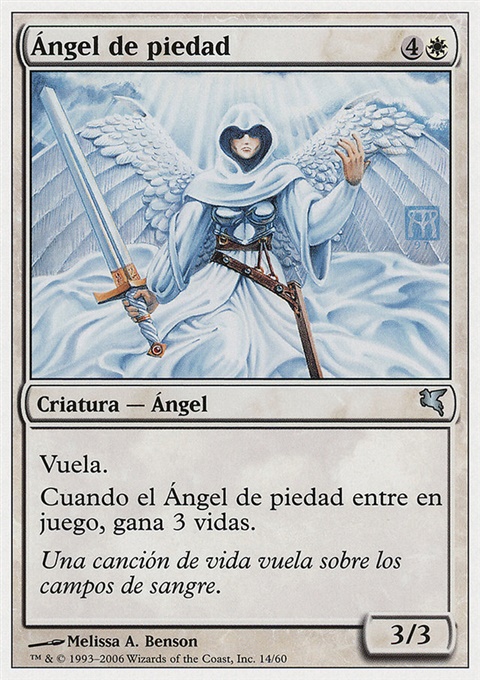 Ángel de piedad 4
Criatura — Ángel
Vuela.
Cuando el Ángel de piedad entre en
juego, gana 3 vidas.
Una canción de vida vuela sobre los
campos de sangre.
Melissa A. Benson
3/3
™ & © 1993–2006 Wizards of the Coast, Inc. 14/60